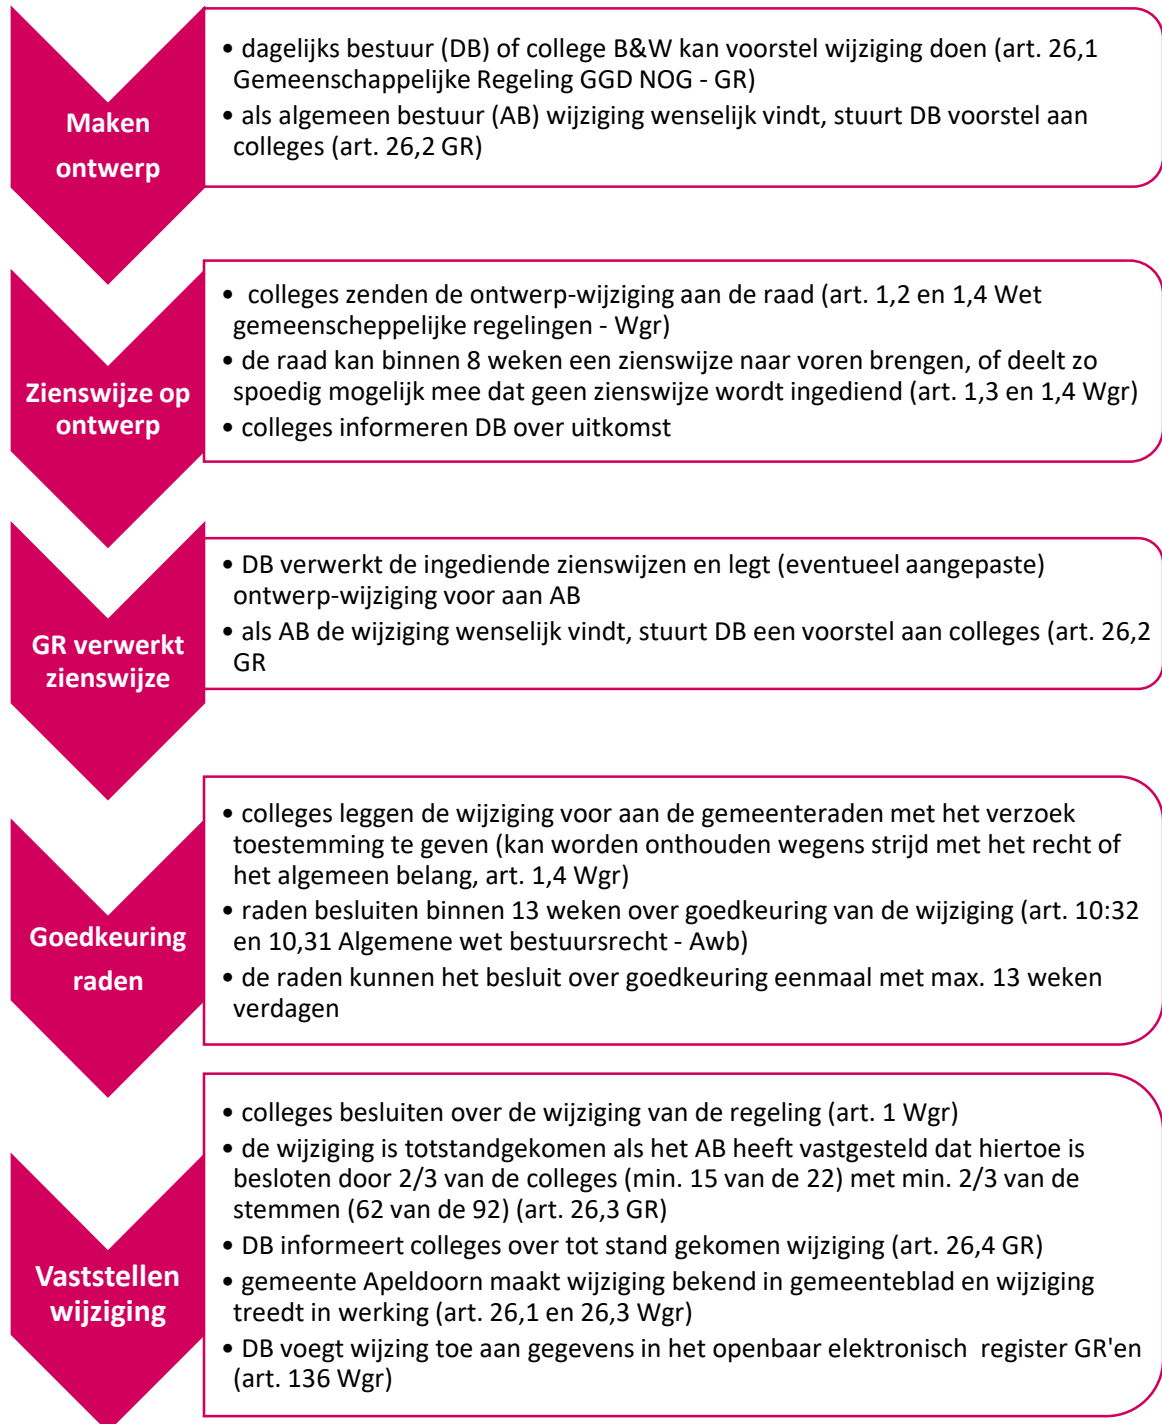 Maken
ontwerp
• dagelijks bestuur (DB) of college B&W kan voorstel wijziging doen (art. 26,1
Gemeenschappelijke Regeling GGD NOG - GR)
• als algemeen bestuur (AB) wijziging wenselijk vindt, stuurt DB voorstel aan
colleges (art. 26,2 GR)
Zienswijze op
ontwerp
• colleges zenden de ontwerp-wijziging aan de raad (art. 1,2 en 1,4 Wet
gemeenscheppelijke regelingen - Wgr)
• de raad kan binnen 8 weken een zienswijze naar voren brengen, of deelt zo
spoedig mogelijk mee dat geen zienswijze wordt ingediend (art. 1,3 en 1,4 Wgr)
• colleges informeren DB over uitkomst
GR verwerkt
zienswijze
• DB verwerkt de ingediende zienswijzen en legt (eventueel aangepaste)
ontwerp-wijziging voor aan AB
• als AB de wijziging wenselijk vindt, stuurt DB een voorstel aan colleges (art. 26,2
GR
Goedkeuring
raden
• colleges leggen de wijziging voor aan de gemeenteraden met het verzoek
toestemming te geven (kan worden onthouden wegens strijd met het recht of
het algemeen belang, art. 1,4 Wgr)
• raden besluiten binnen 13 weken over goedkeuring van de wijziging (art. 10:32
en 10,31 Algemene wet bestuursrecht - Awb)
• de raden kunnen het besluit over goedkeuring eenmaal met max. 13 weken
verdagen
Vaststellen
wijziging
• colleges besluiten over de wijziging van de regeling (art. 1 Wgr)
• de wijziging is totstandgekomen als het AB heeft vastgesteld dat hiertoe is
besloten door 2/3 van de colleges (min. 15 van de 22) met min. 2/3 van de
stemmen (62 van de 92) (art. 26,3 GR)
• DB informeert colleges over tot stand gekomen wijziging (art. 26,4 GR)
• gemeente Apeldoorn maakt wijziging bekend in gemeenteblad en wijziging
treedt in werking (art. 26,1 en 26,3 Wgr)
• DB voegt wijzing toe aan gegevens in het openbaar elektronisch register GR'en
(art. 136 Wgr)